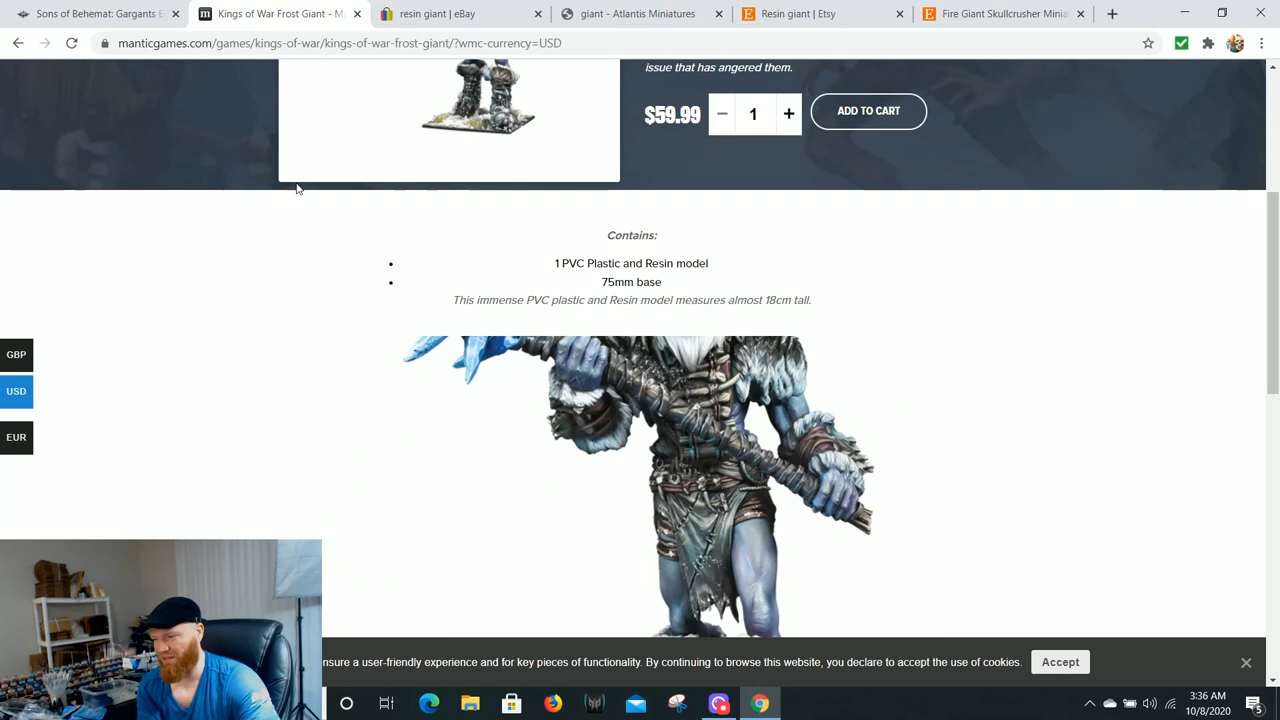 Sons of Behemat: Gargants E
Kings of War Frost Giant - M
resin giant | eBay
giant - Atlantis Miniatures
Resin giant | Etsy
Fire Giant Skullcrusher Minia
manticgames.com/games/kings-of-war/kings-of-war-frost-giant/?wmc-currency=USD
issue that has angered them.
$59.99 − 1 + ADD TO CART
Contains:
• 1 PVC Plastic and Resin model
• 75mm base
This immense PVC plastic and Resin model measures almost 18cm tall.
GBP
USD
EUR
nsure a user-friendly experience and for key pieces of functionality. By continuing to browse this website, you declare to accept the use of cookies. Accept
3:36 AM
10/8/2020
5